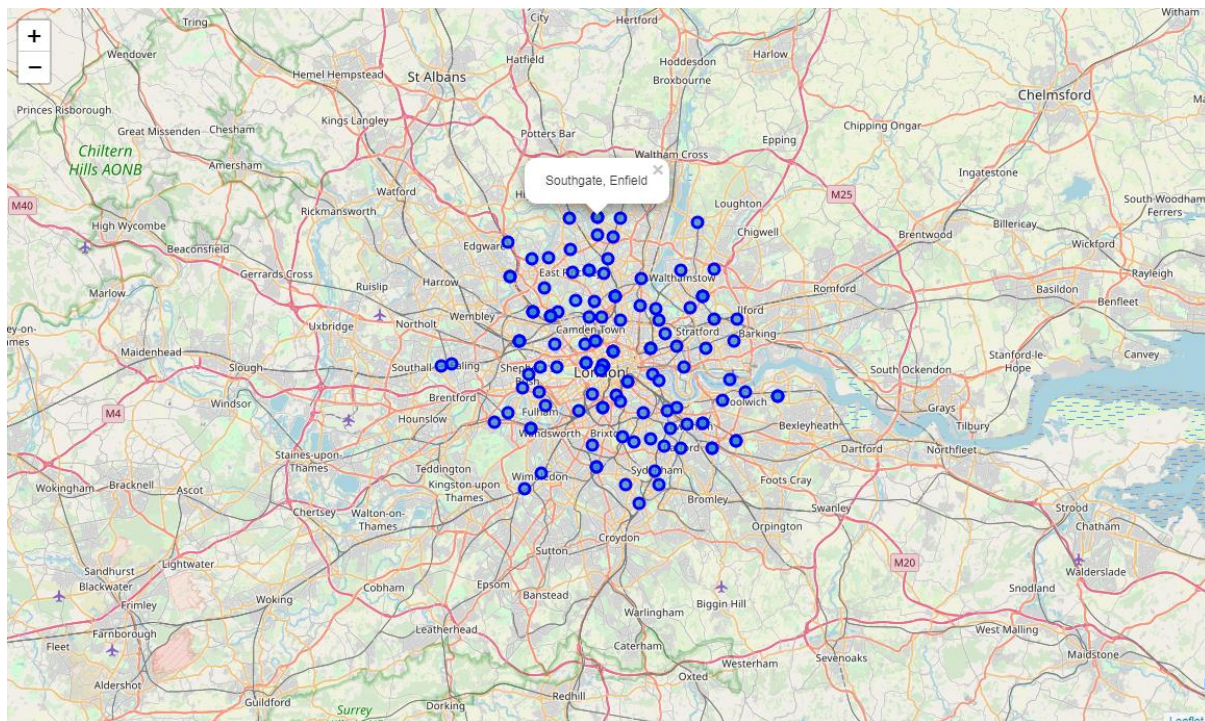 +
−
Tring
City
Hertford
Witham
Wendover
Hatfield
Hoddesdon
Harlow
Hemel Hempstead
St Albans
Broxbourne
Chelmsford
Princes Risborough
Kings Langley
Chipping Ongar
Great Missenden
Chesham
Potters Bar
Epping
Chiltern
Hills AONB
Amersham
Waltham Cross
Ingatestone
Southgate, Enfield
×
M25
Watford
Loughton
South-Woodham
Ferrers
M40
Rickmansworth
High Wycombe
Chigwell
Billericay
Wickford
Beaconsfield
Edgware
Brentwood
Gerrards Cross
Walthamstow
Rayleigh
Harrow
Romford
Basildon
Marlow
Ruislip
Benfleet
Wembley
Ilford
Uxbridge
Northolt
Camden Town
Stratford
Barking
Maidenhead
Canvey
Slough
Stanford-le
Hope
South Ockendon
London
Brentford
Windsor
Grays
M4
Hounslow
Fulham
Tilbury
Bexleyheath
Staines-upon-
Thames
Dartford
Northfleet
Teddington
Wokingham
Bracknell
Ascot
Kingston upon
Thames
Foots Cray
Bromley
Chertsey
Walton-on-
Thames
Swanley
Strood
Orpington
Chatham
Croydon
Sutton
Lightwater
M20
Sandhurst
Blackwater
Cobham
Epsom
Walderslade
Woking
Banstead
Snodland
Frimley
Biggin Hill
Warlingham
Farnborough
Leatherhead
West Malling
Fleet
Caterham
Westerham
Sevenoaks
Maidstone
Oxted
Aldershot
Guildford
Dorking
Redhill
Surrey